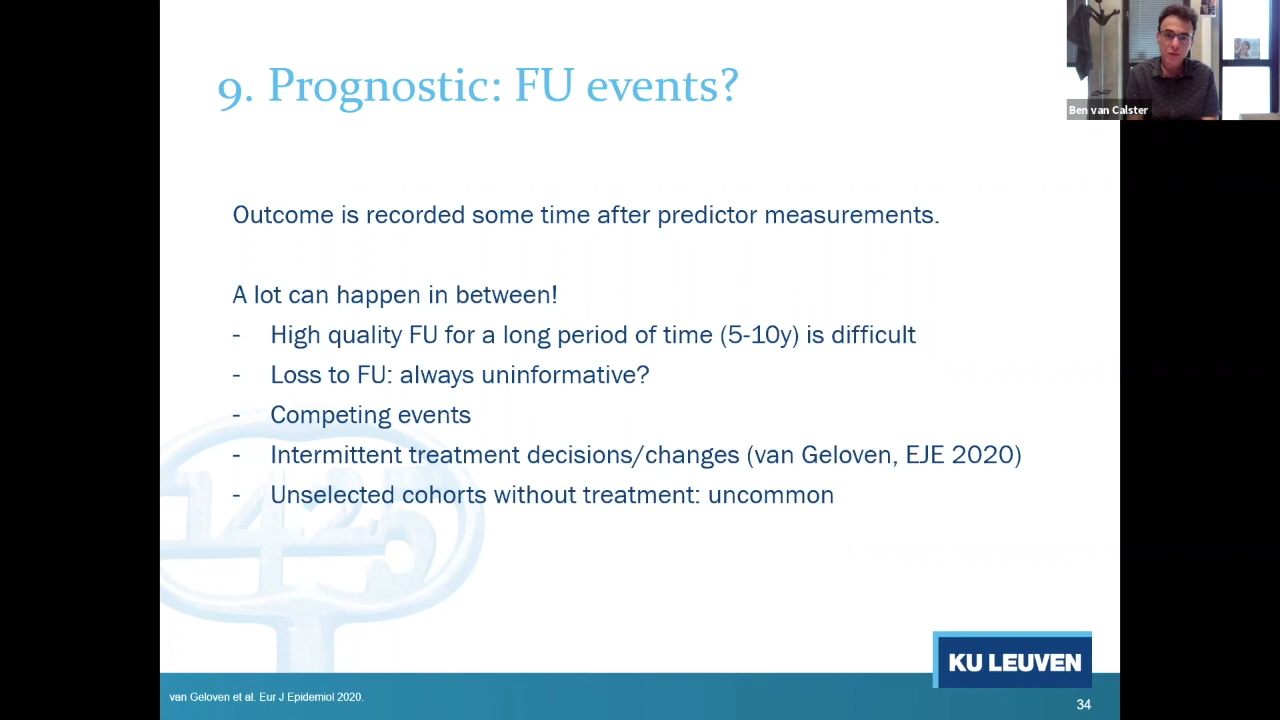 9. Prognostic: FU events?
Ben van Calster
Outcome is recorded some time after predictor measurements.
A lot can happen in between!
- High quality FU for a long period of time (5-10y) is difficult
- Loss to FU: always uninformative?
- Competing events
- Intermittent treatment decisions/changes (van Geloven, EJE 2020)
- Unselected cohorts without treatment: uncommon
1425
KU LEUVEN
van Geloven et al. Eur J Epidemiol 2020.
34